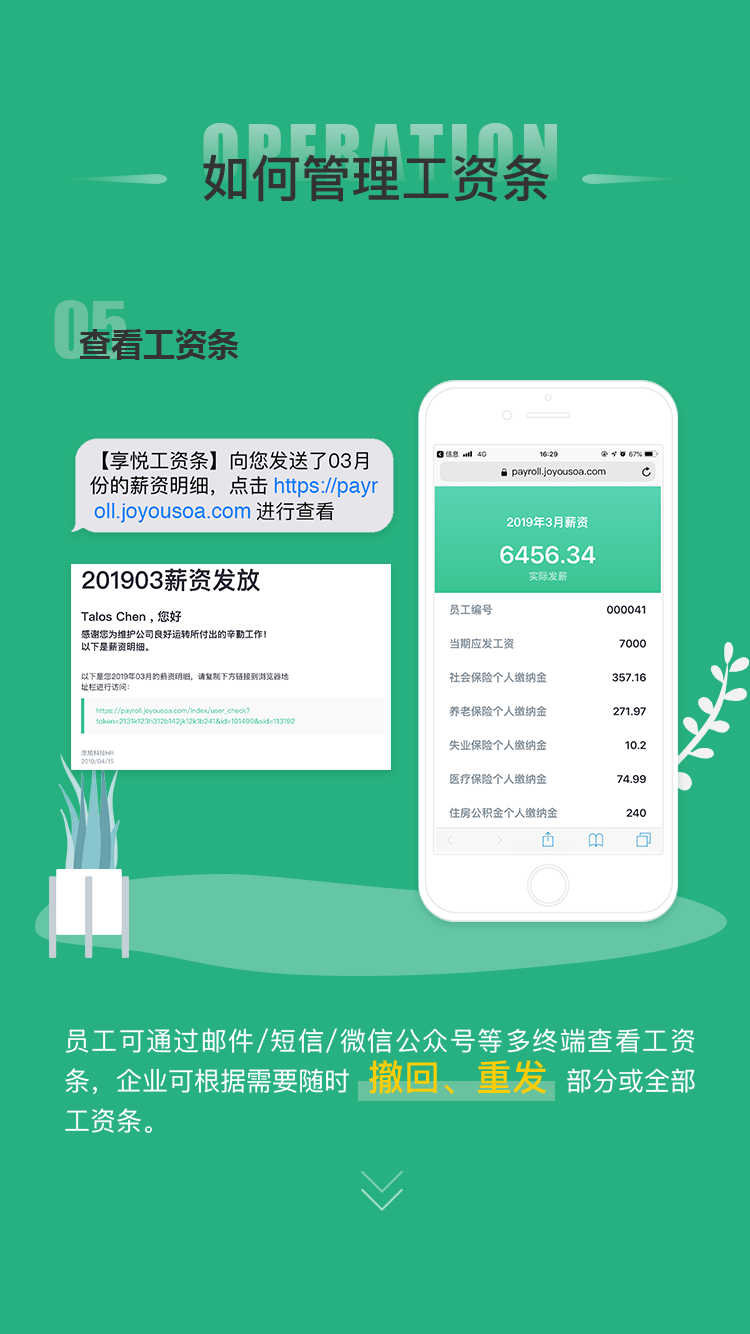 OPERATION
如何管理工资条
05
查看工资条
【享悦工资条】向您发送了03月
份的薪资明细，点击 https://payr
oll.joyousoa.com 进行查看
201903薪资发放
Talos Chen , 您好
感谢您为维护公司良好运转所付出的辛勤工作！
以下是薪资明细。
以下是您2019年03月的薪资明细，请复制下方链接到浏览器地
址栏进行访问：
https://payroll.joyousoa.com/index/user_check?
token=2131k123h312b142jk12k1b241&id=191499&sid=113192
2019/04/15
信息 4G 16:29 67%
payroll.joyousoa.com
2019年3月薪资
6456.34
实际发薪
员工编号 000041
当期应发工资 7000
社会保险个人缴纳金 357.16
养老保险个人缴纳金 271.97
失业保险个人缴纳金 10.2
医疗保险个人缴纳金 74.99
住房公积金个人缴纳金 240
员工可通过邮件/短信/微信公众号等多终端查看工资
条，企业可根据需要随时 撤回、重发 部分或全部
工资条。